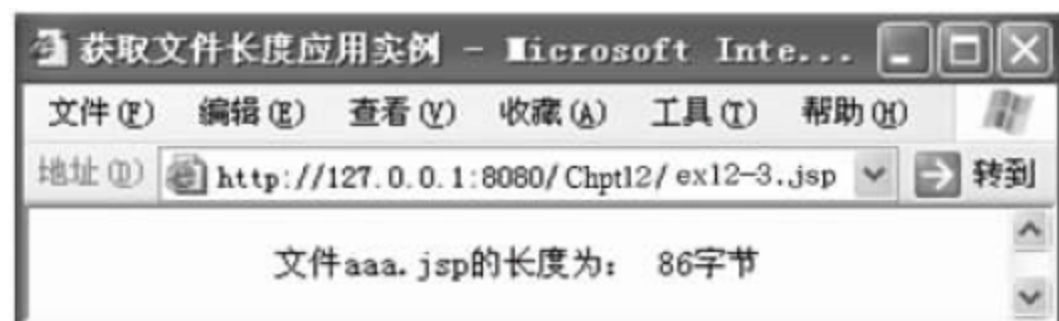 获取文件长度应用实例 - Microsoft Inte...
文件(F) 编辑(E) 查看(V) 收藏(A) 工具(T) 帮助(H)
地址(D) http://127.0.0.1:8080/Chpt12/ex12-3.jsp 转到
文件aaa.jsp的长度为: 86字节